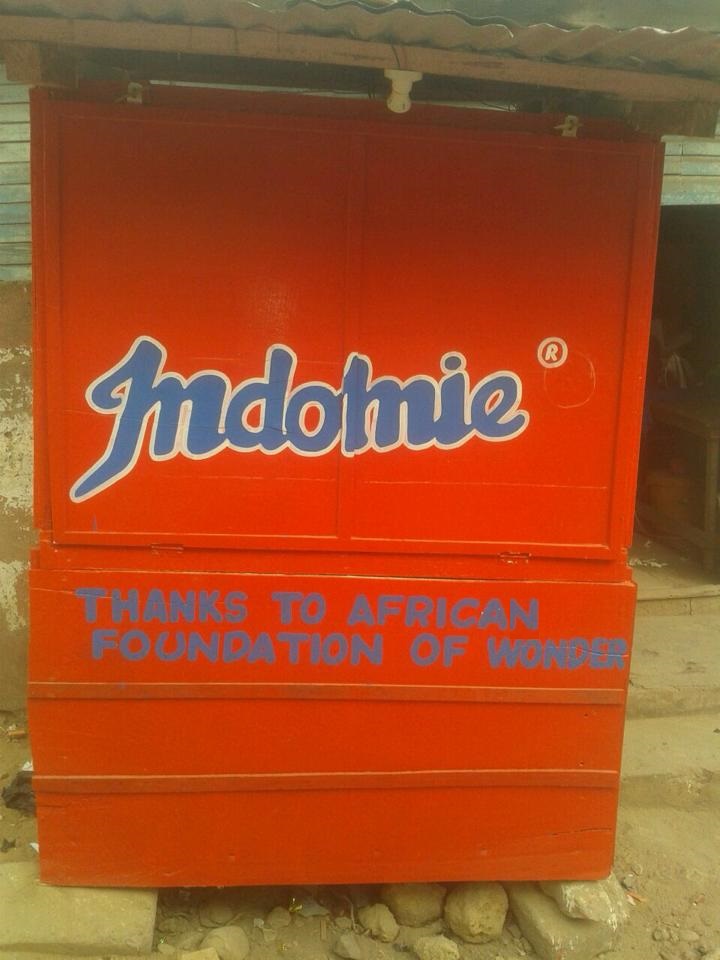 Indomie ®
THANKS TO AFRICAN
FOUNDATION OF WONDER